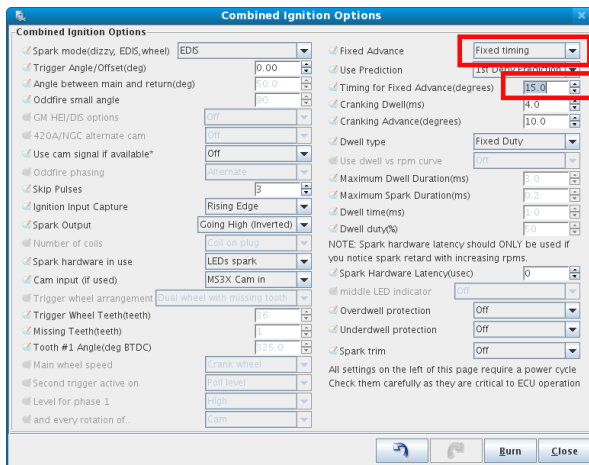 Combined Ignition Options
Combined Ignition Options
Spark mode(dizzy, EDIS,wheel) EDIS
Trigger Angle/Offset(deg) 0.00
Angle between main and return(deg) 50.0
Oddfire small angle 90
GM HEI/DIS options Off
420A/NGC alternate cam Off
Use cam signal if available* Off
Oddfire phasing Alternate
Skip Pulses 3
Ignition Input Capture Rising Edge
Spark Output Going High (Inverted)
Number of coils Coil on plug
Spark hardware in use LEDs spark
Cam input (if used) MS3X Cam in
Trigger wheel arrangement Dual wheel with missing tooth
Trigger Wheel Teeth(teeth) 36
Missing Teeth(teeth) 1
Tooth #1 Angle(deg BTDC) 325.0
Main wheel speed Crank wheel
Second trigger active on Poll level
Level for phase 1 High
and every rotation of.. Cam
Fixed Advance Fixed timing
Use Prediction 1st Deriv Prediction
Timing for Fixed Advance(degrees) 15.0
Cranking Dwell(ms) 4.0
Cranking Advance(degrees) 10.0
Dwell type Fixed Duty
Use dwell vs rpm curve Off
Maximum Dwell Duration(ms) 3.0
Maximum Spark Duration(ms) 0.2
Dwell time(ms) 1.0
Dwell duty(%) 50
NOTE: Spark hardware latency should ONLY be used if
you notice spark retard with increasing rpms.
Spark Hardware Latency(usec) 0
middle LED indicator Off
Overdwell protection Off
Underdwell protection Off
Spark trim Off
All settings on the left of this page require a power cycle
Check them carefully as they are critical to ECU operation
Burn Close